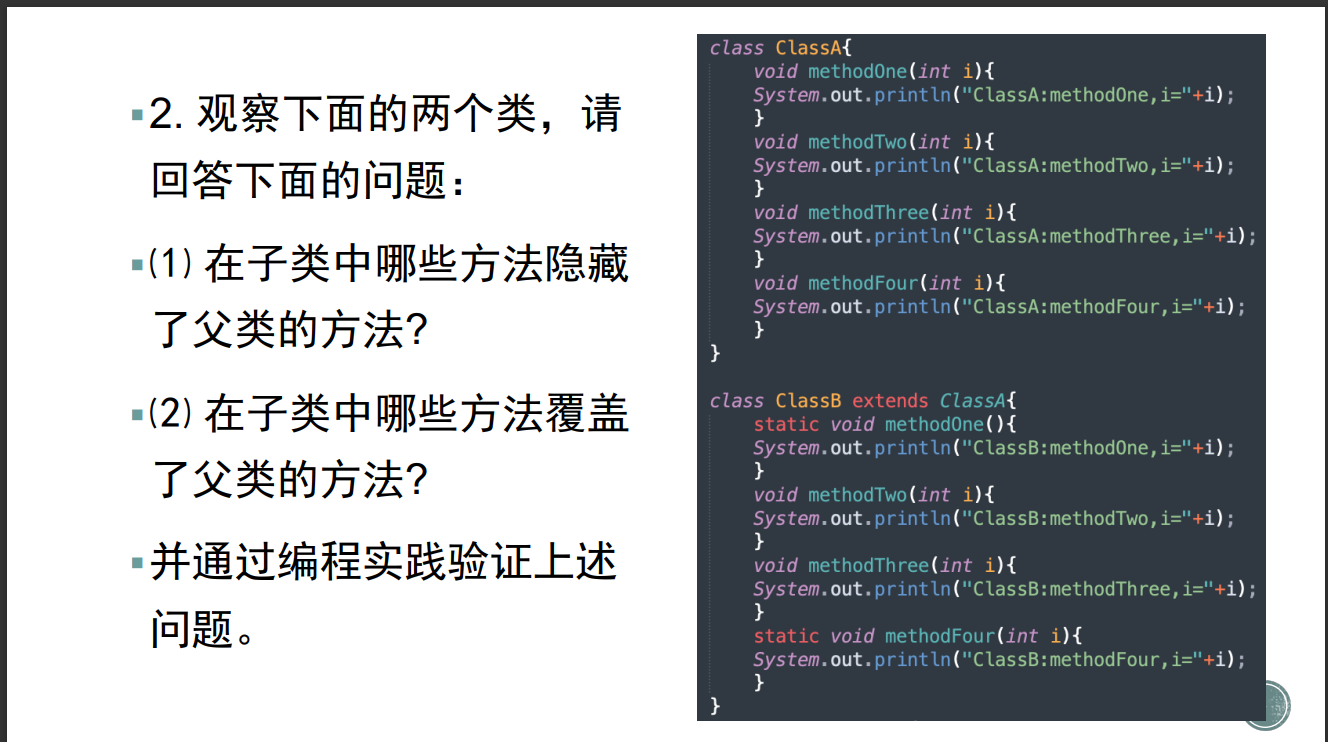 ▪2. 观察下面的两个类，请
回答下面的问题：
▪(1) 在子类中哪些方法隐藏
了父类的方法?
▪(2) 在子类中哪些方法覆盖
了父类的方法?
▪并通过编程实践验证上述
问题。
class ClassA{
    void methodOne(int i){
    System.out.println("ClassA:methodOne,i="+i);
    }
    void methodTwo(int i){
    System.out.println("ClassA:methodTwo,i="+i);
    }
    void methodThree(int i){
    System.out.println("ClassA:methodThree,i="+i);
    }
    void methodFour(int i){
    System.out.println("ClassA:methodFour,i="+i);
    }
}
class ClassB extends ClassA{
    static void methodOne(){
    System.out.println("ClassB:methodOne,i="+i);
    }
    void methodTwo(int i){
    System.out.println("ClassB:methodTwo,i="+i);
    }
    void methodThree(int i){
    System.out.println("ClassB:methodThree,i="+i);
    }
    static void methodFour(int i){
    System.out.println("ClassB:methodFour,i="+i);
    }
}